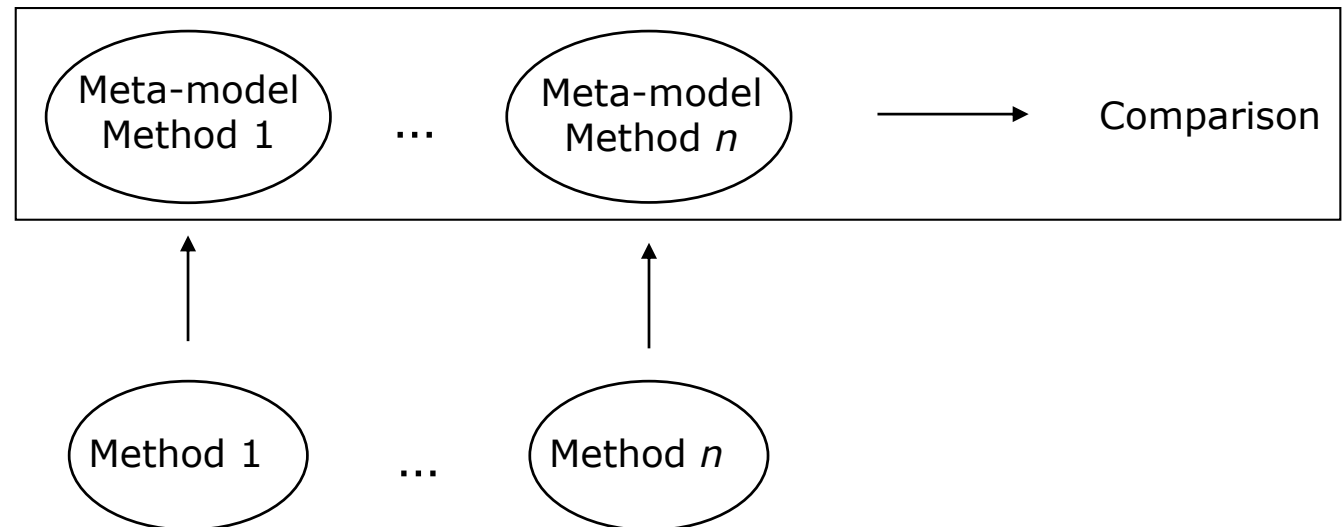 Meta-model
Method 1
...
Meta-model
Method n
Comparison
Method 1
...
Method n